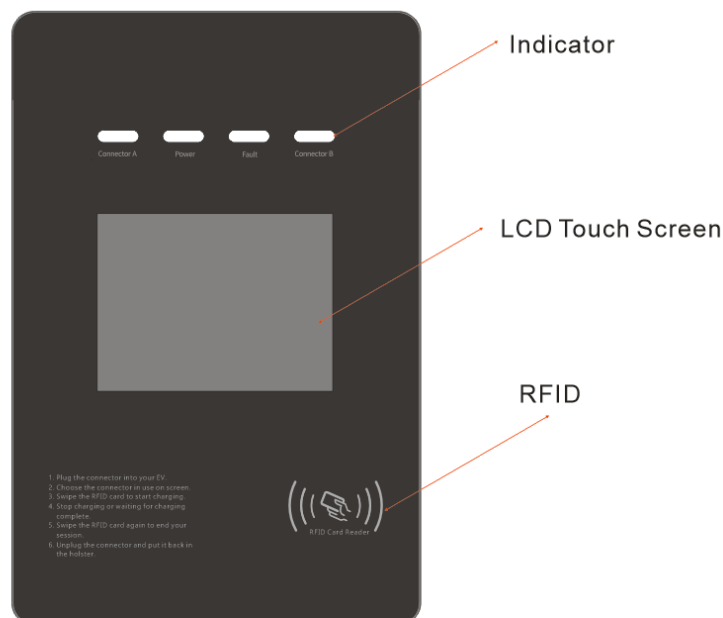 Indicator
Connector A
Power
Fault
Connector B
LCD Touch Screen
RFID
1. Plug the connector into your EV.
2. Choose the connector in use on screen.
3. Swipe the RFID card to start charging.
4. Stop charging or waiting for charging
complete.
5. Swipe the RFID card again to end your
session.
6. Unplug the connector and put it back in
the holster.
RFID Card Reader